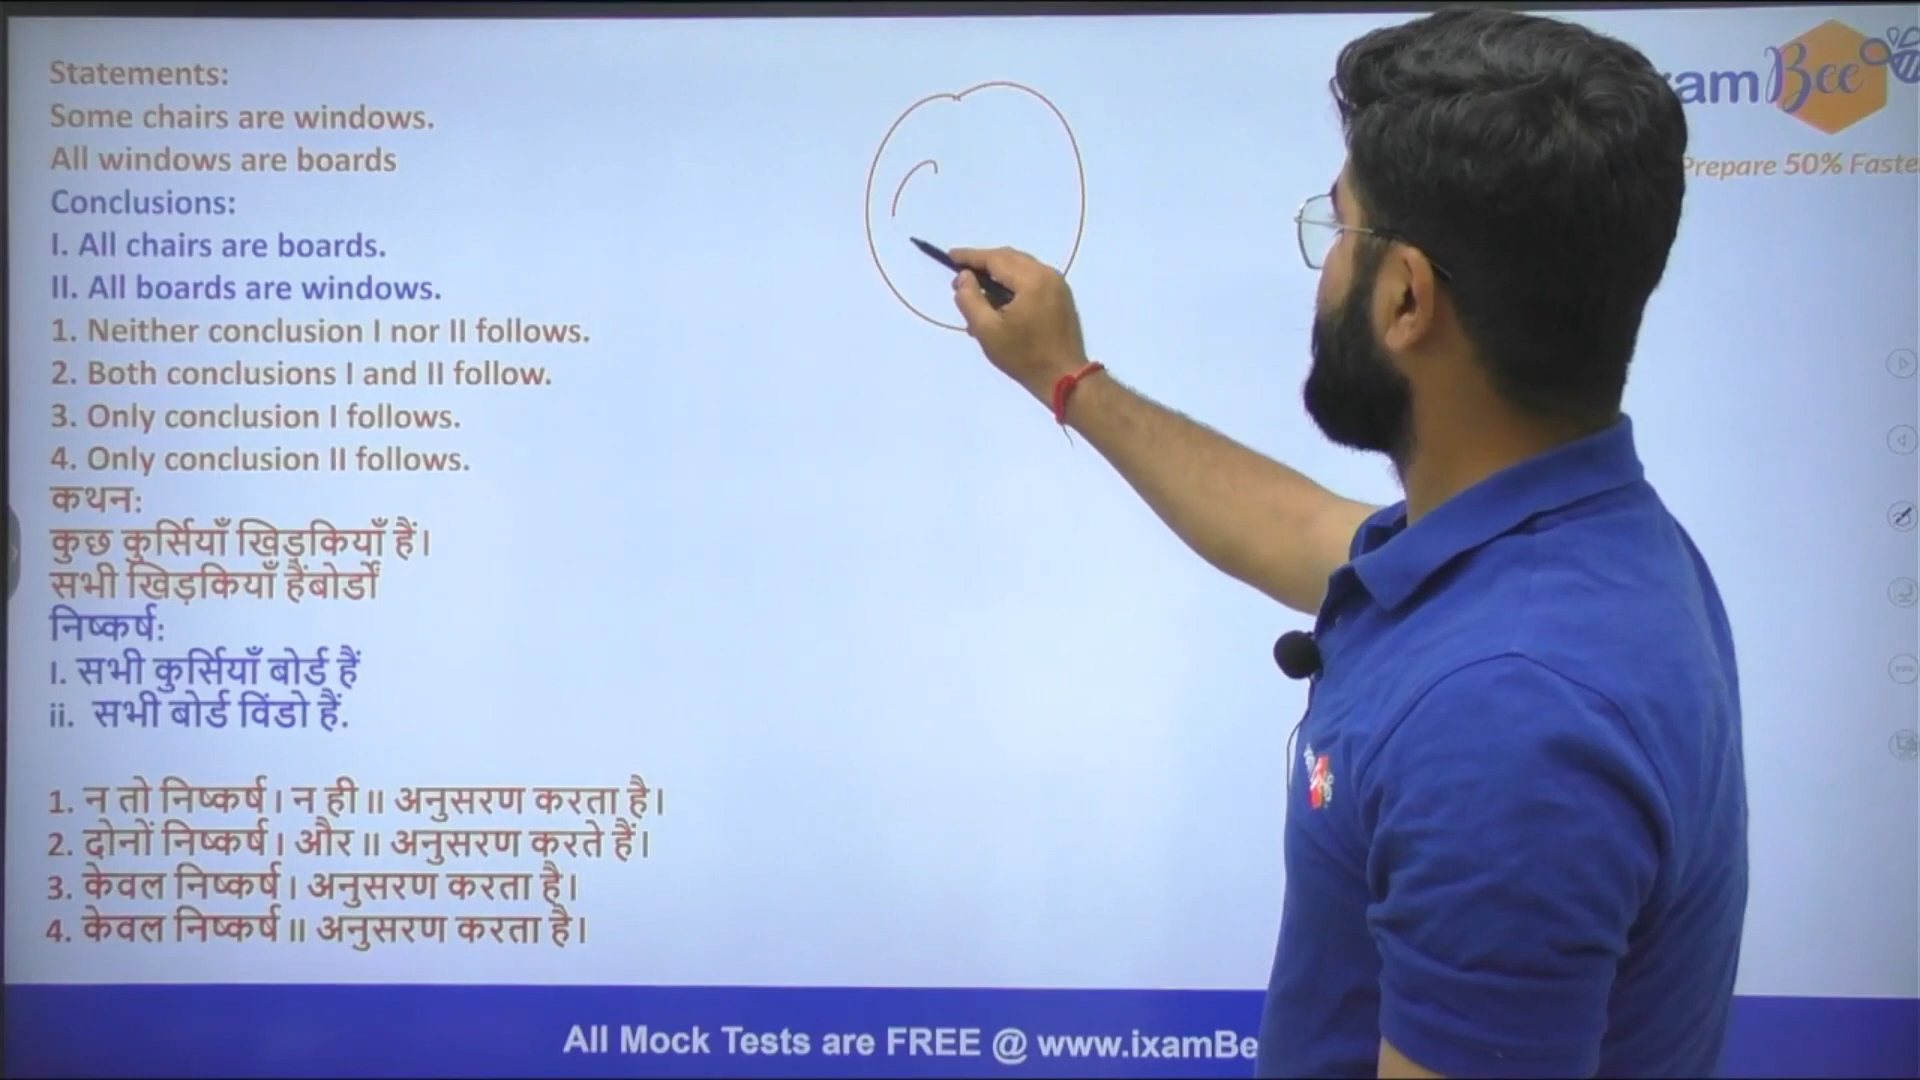 Statements:
Some chairs are windows.
All windows are boards
Conclusions:
I. All chairs are boards.
II. All boards are windows.
1. Neither conclusion I nor II follows.
2. Both conclusions I and II follow.
3. Only conclusion I follows.
4. Only conclusion II follows.
कथन:
कुछ कुर्सियाँ खिड़कियाँ हैं।
सभी खिड़कियाँ हैंबोर्डों
निष्कर्ष:
I. सभी कुर्सियाँ बोर्ड हैं
ii. सभी बोर्ड विंडो हैं.
1. न तो निष्कर्ष I न ही II अनुसरण करता है।
2. दोनों निष्कर्ष I और II अनुसरण करते हैं।
3. केवल निष्कर्ष I अनुसरण करता है।
4. केवल निष्कर्ष II अनुसरण करता है।
xam Bee
Prepare 50% Faste
All Mock Tests are FREE @ www.ixamBe